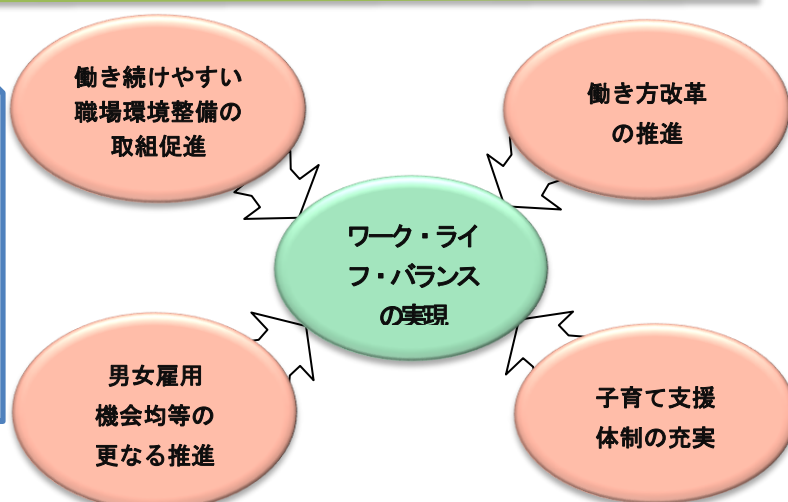 働き続けやすい
職場環境整備の
取組促進
働き方改革
の推進
ワーク・ライ
フ・バランス
の実現
男女雇用
機会均等の
更なる推進
子育て支援
体制の充実